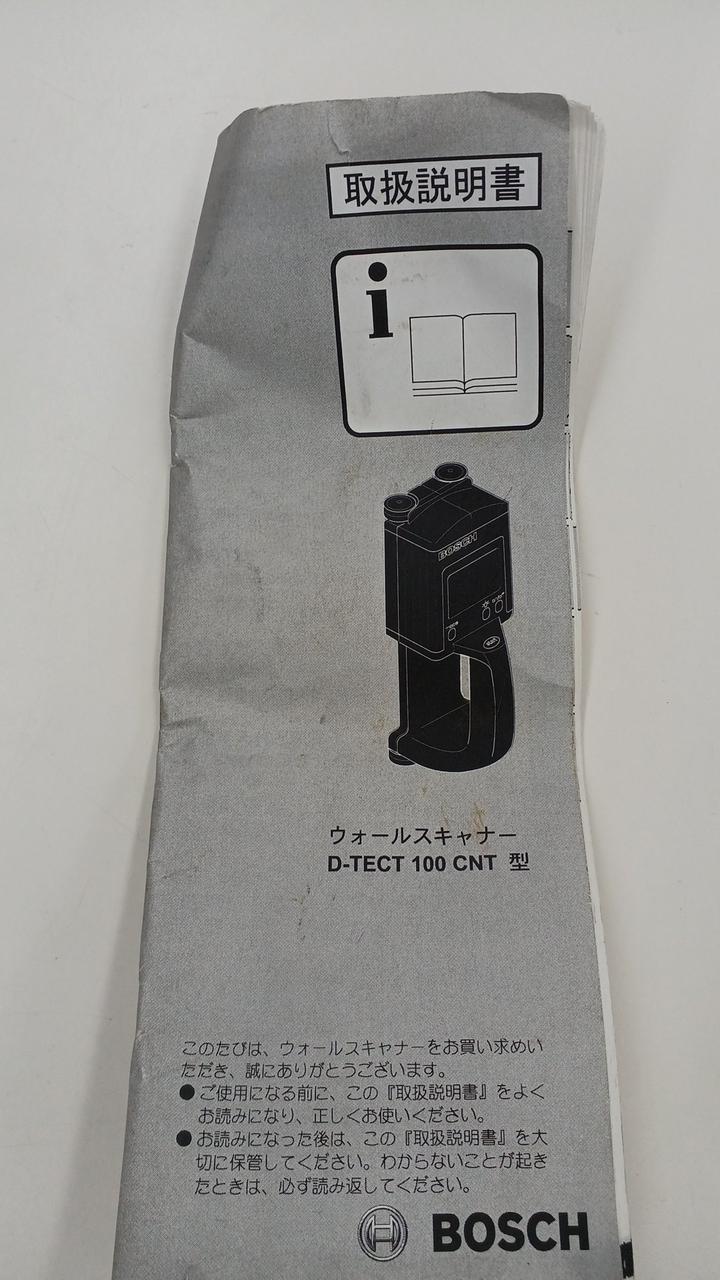 取扱説明書
i
BOSCH
ウォールスキャナー
D-TECT 100 CNT 型
このたびは、ウォールスキャナーをお買い求めい
ただき、誠にありがとうございます。
●ご使用になる前に、この『取扱説明書』をよく
お読みになり、正しくお使いください。
●お読みになった後は、この『取扱説明書』を大
切に保管してください。わからないことが起き
たときは、必ず読み返してください。
BOSCH